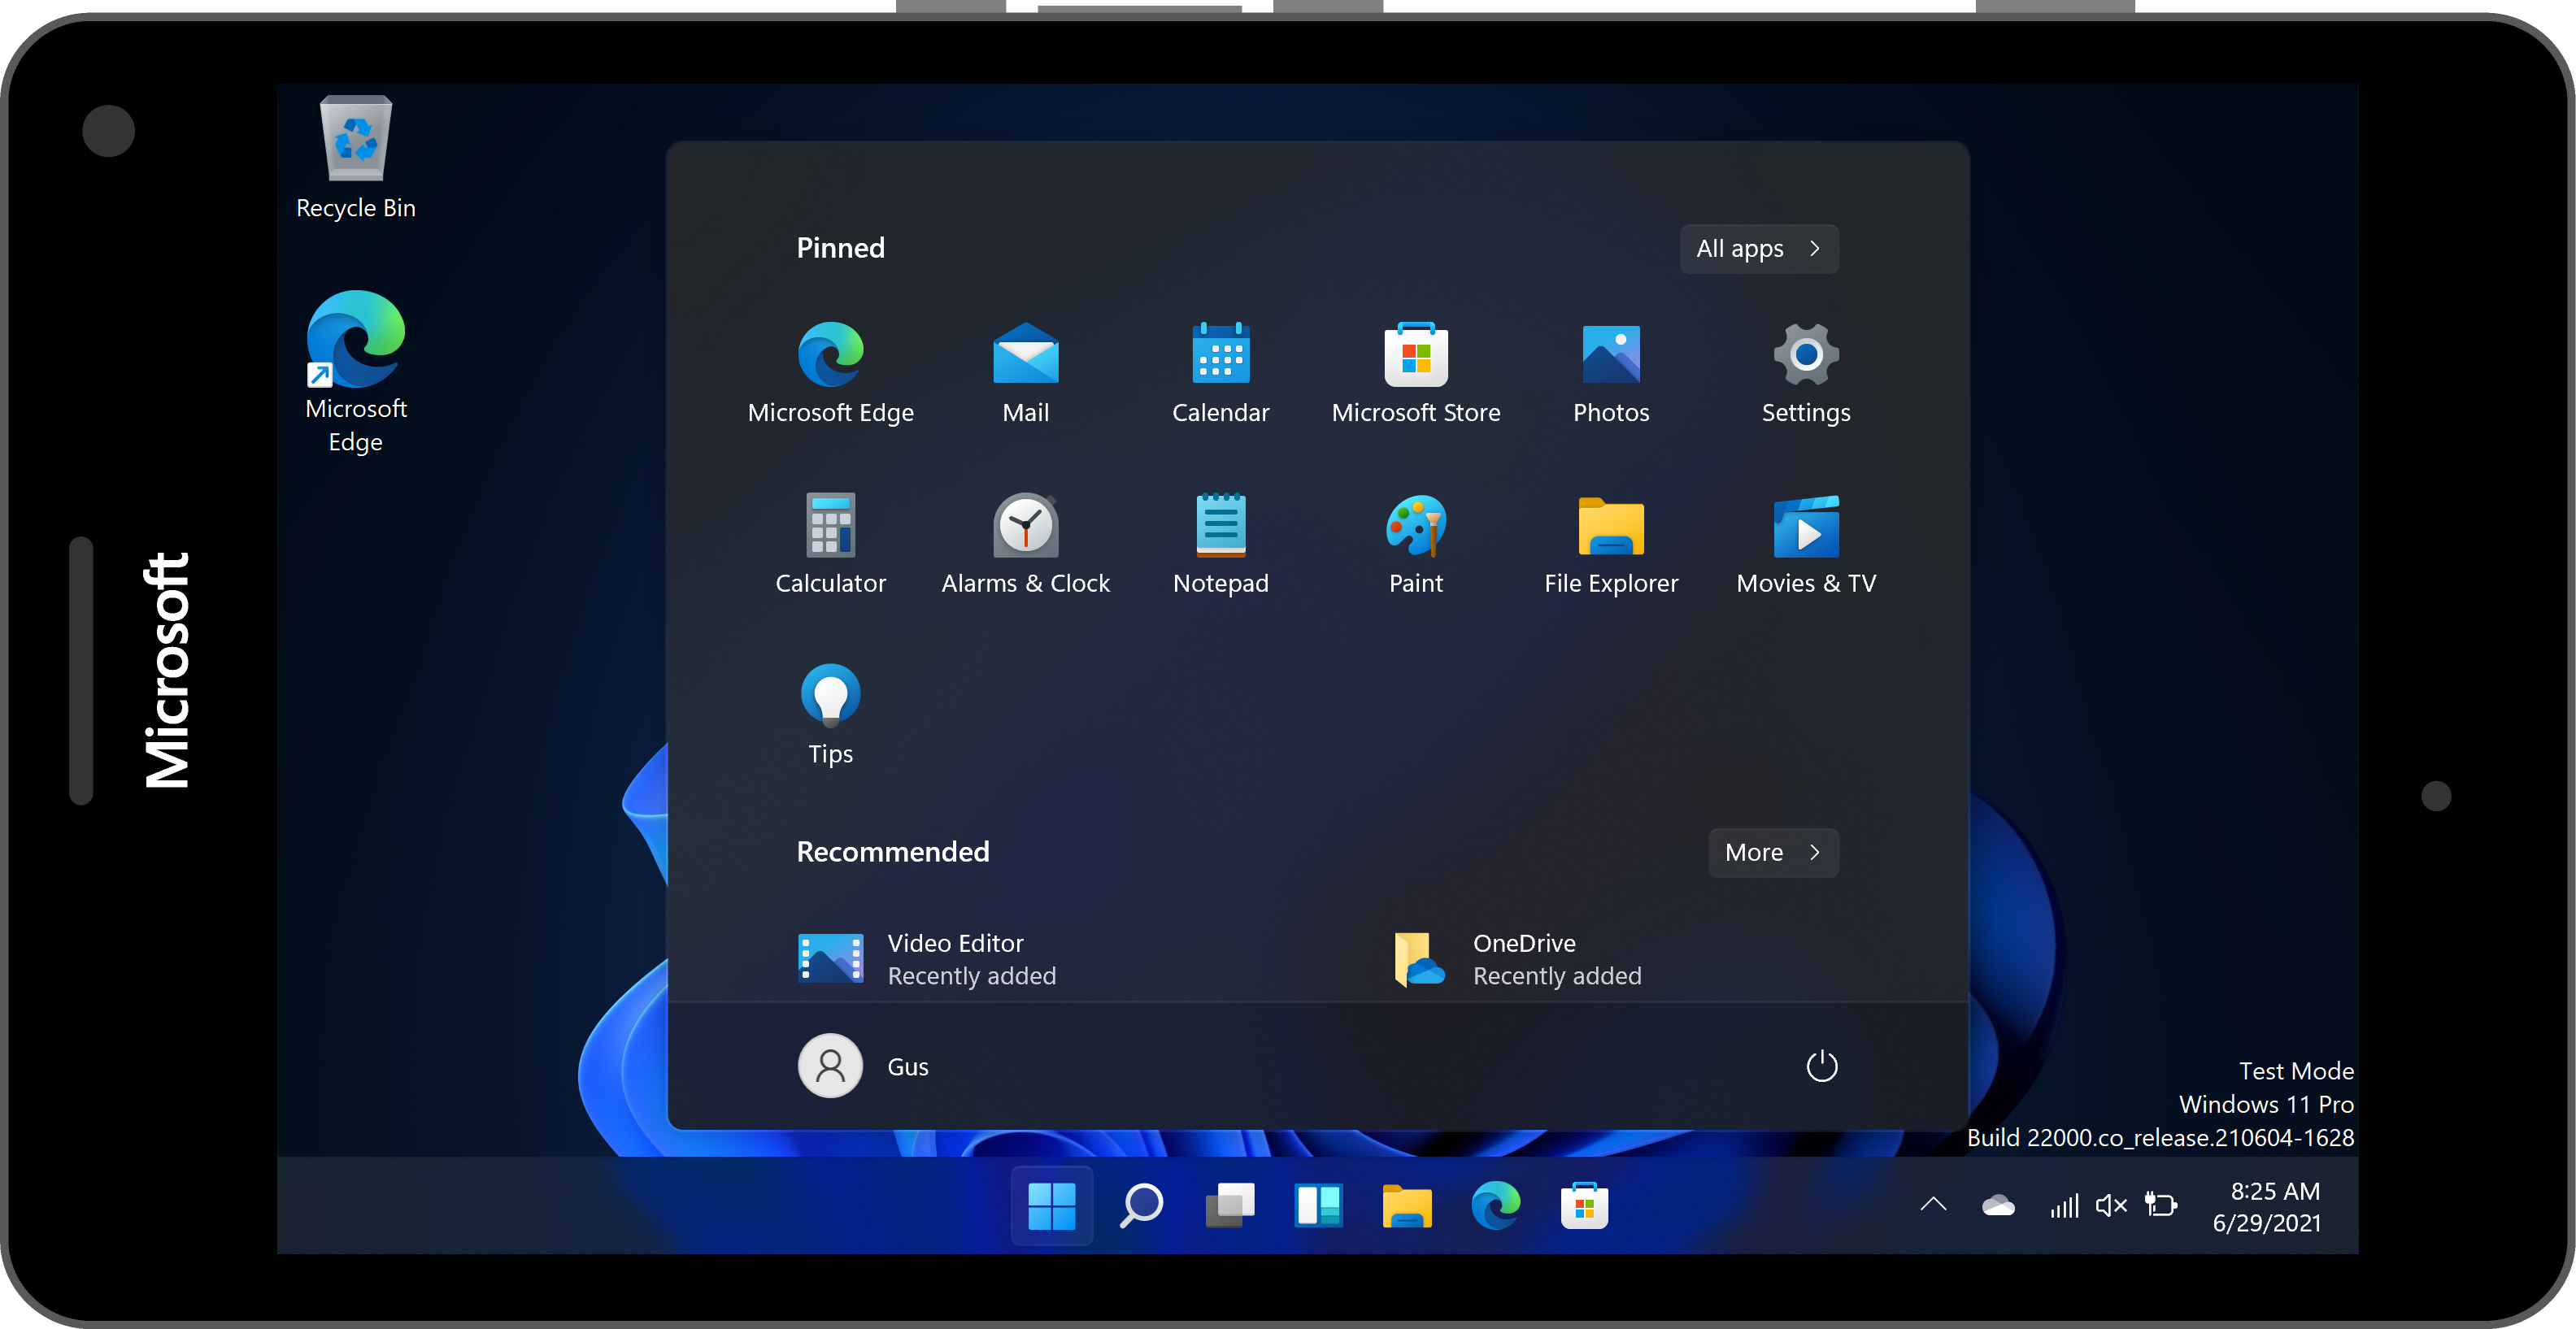 Microsoft
Recycle Bin
Microsoft
Edge
Pinned
All apps
Microsoft Edge
Mail
Calendar
Microsoft Store
Photos
Settings
Calculator
Alarms & Clock
Notepad
Paint
File Explorer
Movies & TV
Tips
Recommended
More
Video Editor
Recently added
OneDrive
Recently added
Gus
Test Mode
Windows 11 Pro
Build 22000.co_release.210604-1628
8:25 AM
6/29/2021